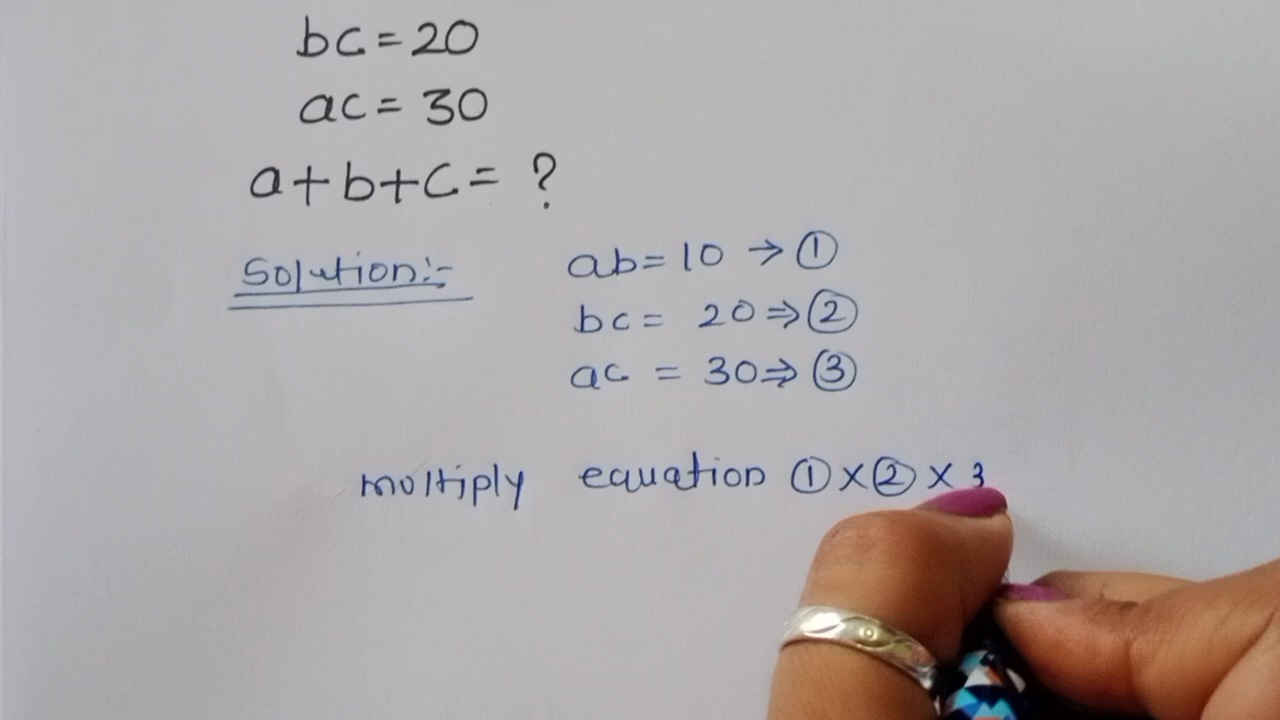 bc = 20
ac = 30
a+b+c = ?
Solution:-
ab = 10 → ①
bc = 20 ⇒ ②
ac = 30 ⇒ ③
multiply equation ① × ② × 3